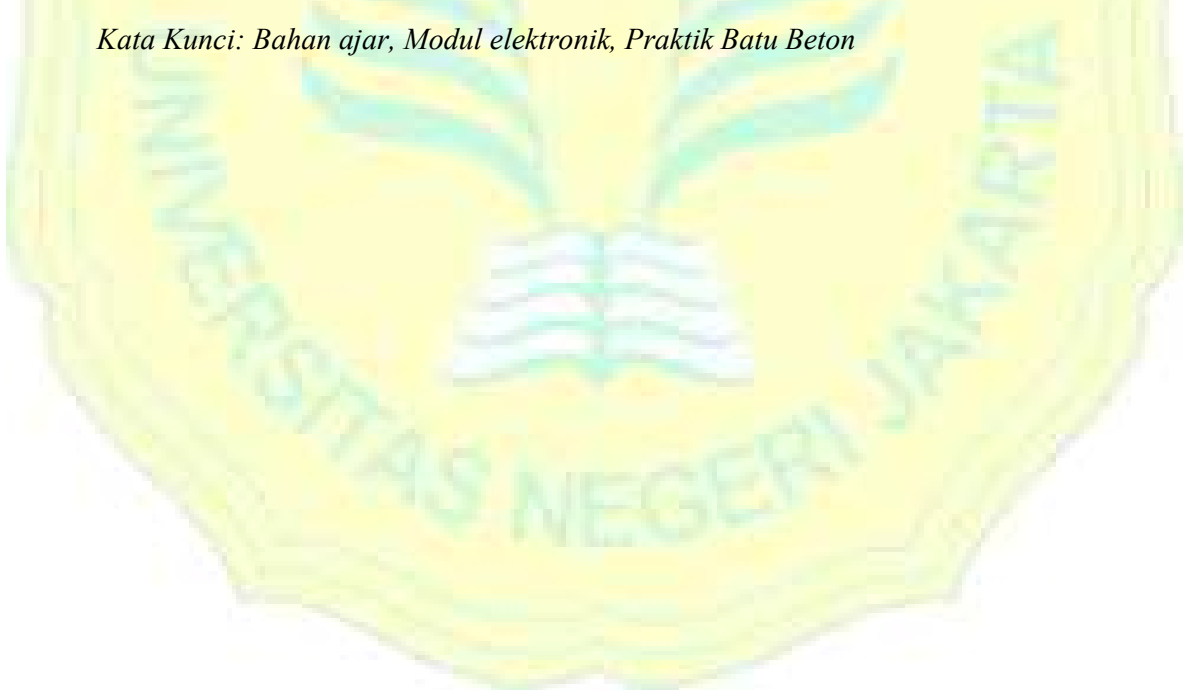 Kata Kunci: Bahan ajar, Modul elektronik, Praktik Batu Beton
UNIVERSITAS NEGERI JAKARTA